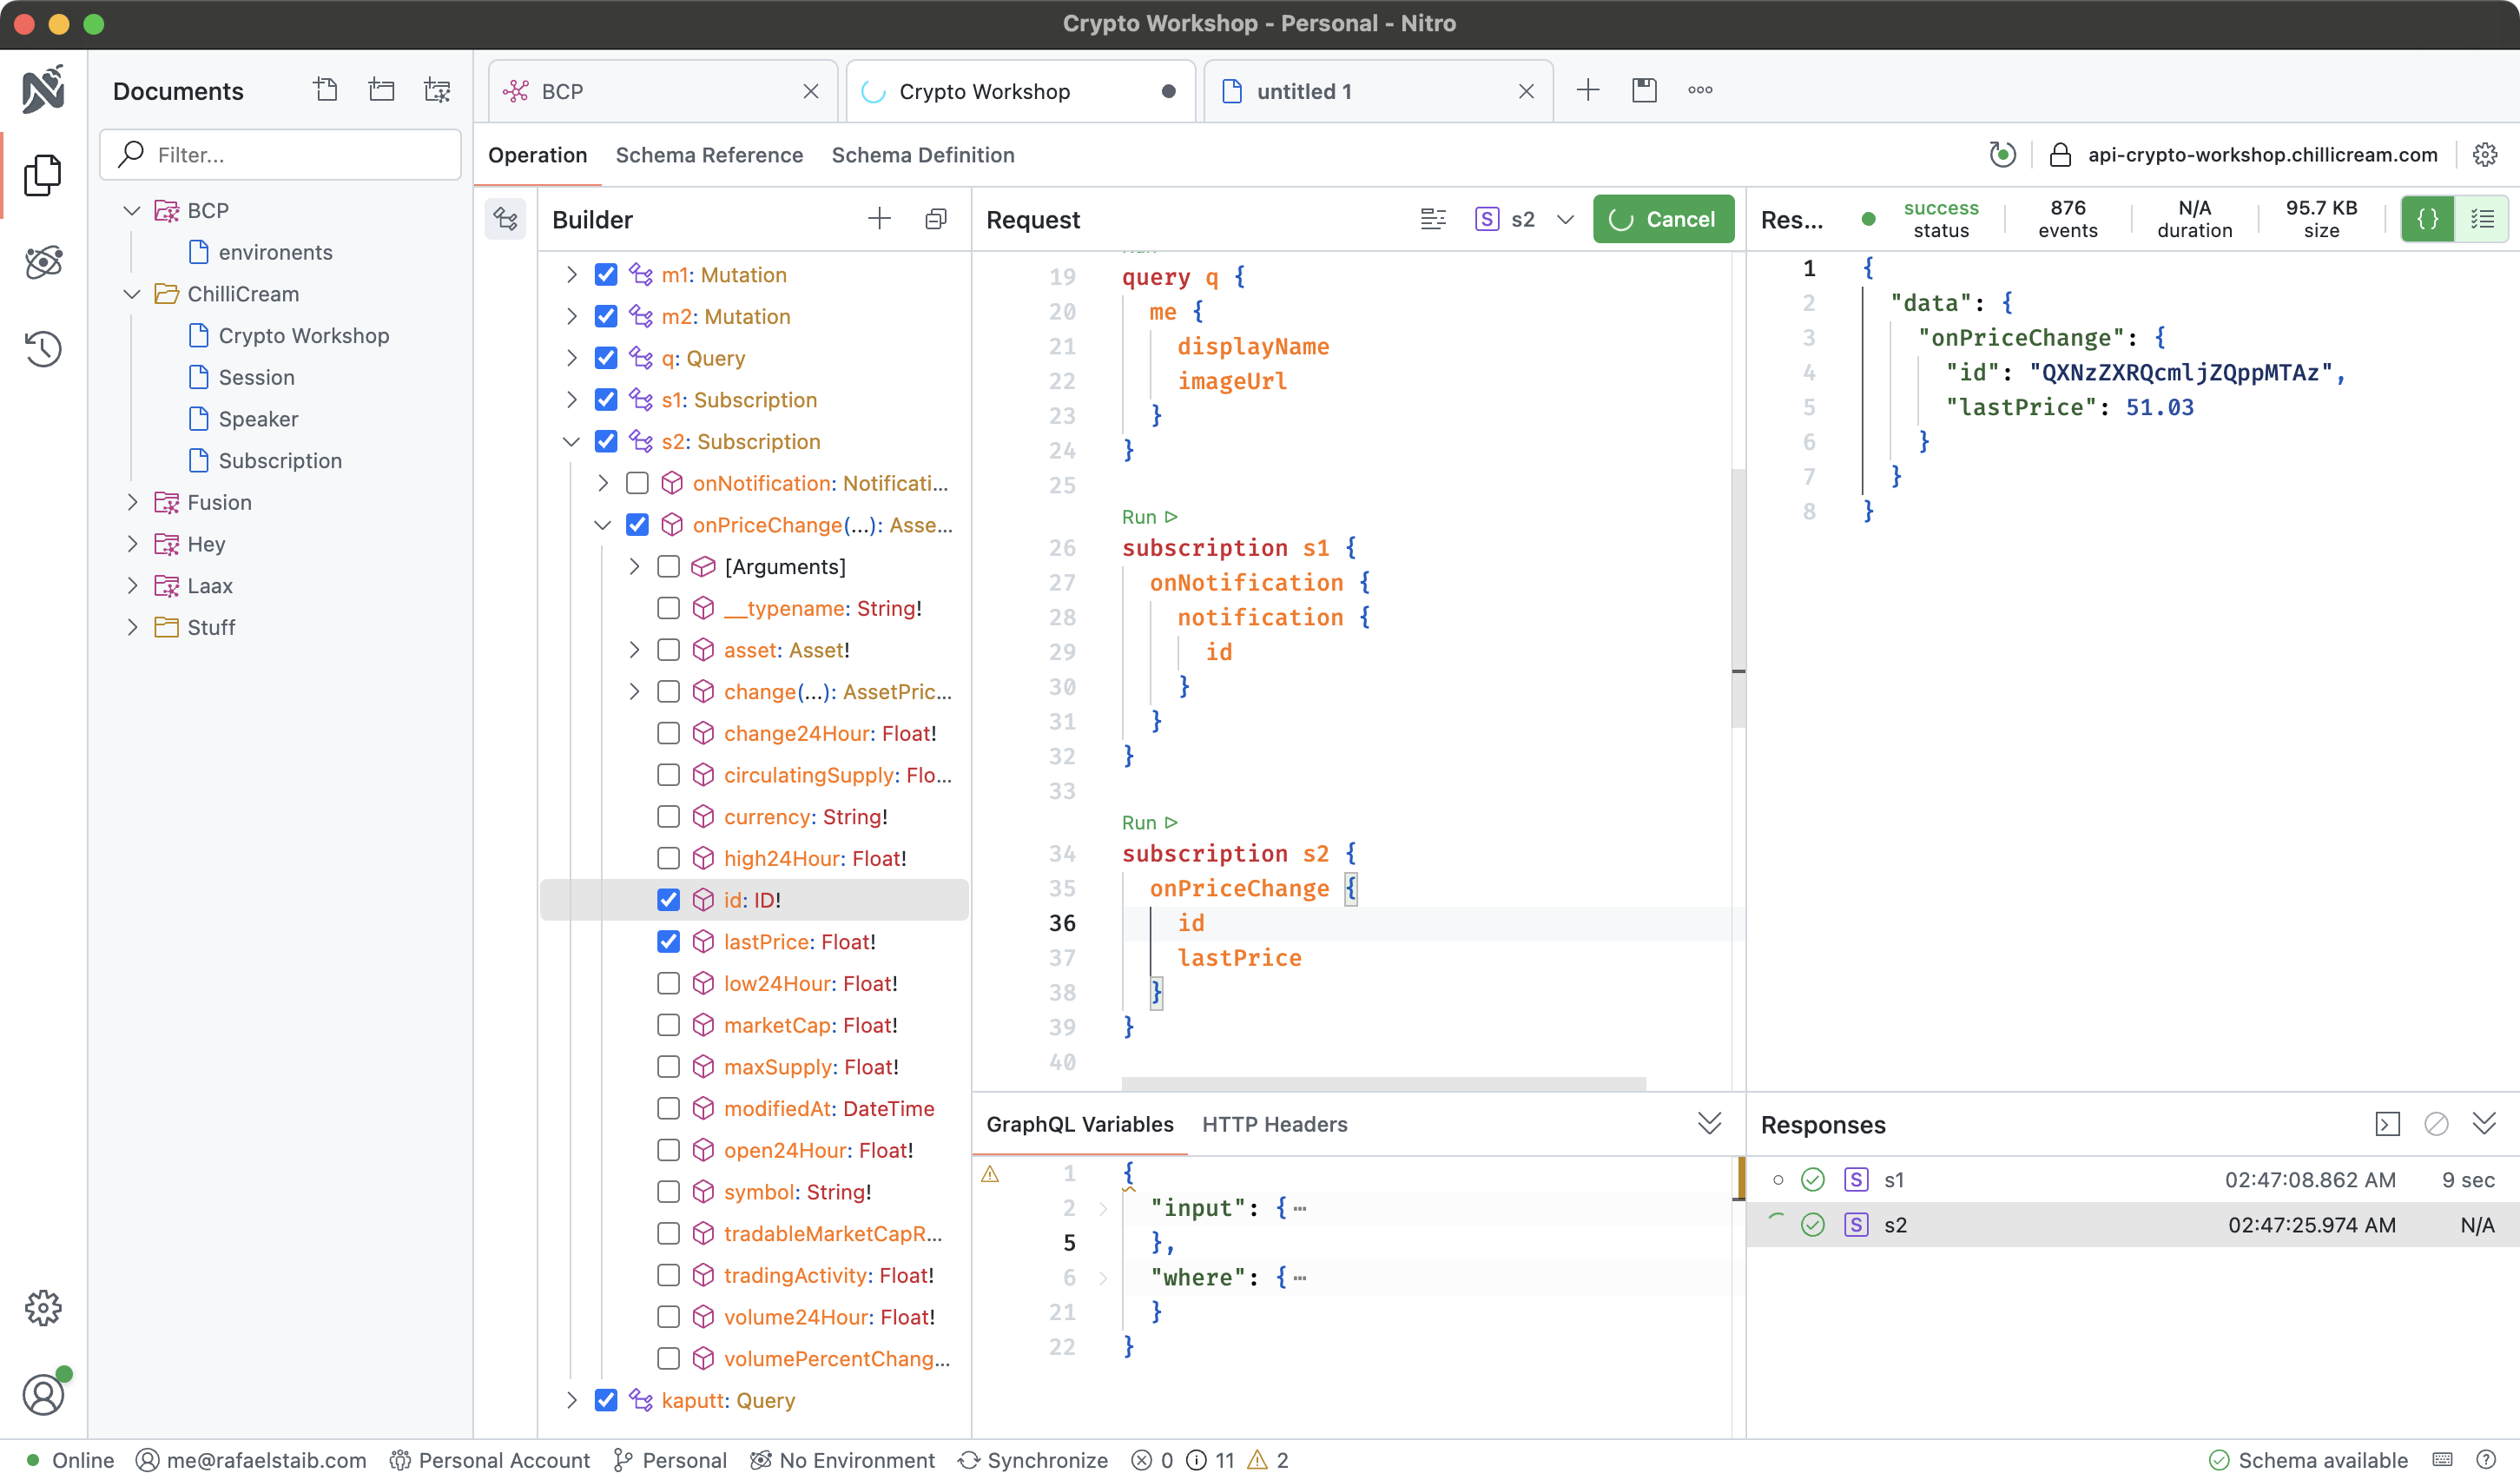 Crypto Workshop - Personal - Nitro
Documents
Filter...
BCP
environents
ChilliCream
Crypto Workshop
Session
Speaker
Subscription
Fusion
Hey
Laax
Stuff
BCP
Crypto Workshop
untitled 1
Operation
Schema Reference
Schema Definition
api-crypto-workshop.chillicream.com
Builder
m1: Mutation
m2: Mutation
q: Query
s1: Subscription
s2: Subscription
onNotification: Notificati...
onPriceChange(...): Asse...
[Arguments]
__typename: String!
asset: Asset!
change(...): AssetPric...
change24Hour: Float!
circulatingSupply: Flo...
currency: String!
high24Hour: Float!
id: ID!
lastPrice: Float!
low24Hour: Float!
marketCap: Float!
maxSupply: Float!
modifiedAt: DateTime
open24Hour: Float!
symbol: String!
tradableMarketCapR...
tradingActivity: Float!
volume24Hour: Float!
volumePercentChang...
kaputt: Query
Request
S s2
Cancel
19 query q {
20 me {
21 displayName
22 imageUrl
23 }
24 }
25
Run
26 subscription s1 {
27 onNotification {
28 notification {
29 id
30 }
31 }
32 }
33
Run
34 subscription s2 {
35 onPriceChange {
36 id
37 lastPrice
38 }
39 }
40
GraphQL Variables
HTTP Headers
1 {
2 "input": {
5 },
6 "where": {
21 }
22 }
Res...
success
status
876
events
N/A
duration
95.7 KB
size
{}
1 {
2 "data": {
3 "onPriceChange": {
4 "id": "QXNzZXRQcmljZQppMTAz",
5 "lastPrice": 51.03
6 }
7 }
8 }
Responses
S s1 02:47:08.862 AM 9 sec
S s2 02:47:25.974 AM N/A
Online
me@rafaelstaib.com
Personal Account
Personal
No Environment
Synchronize
0
11
2
Schema available